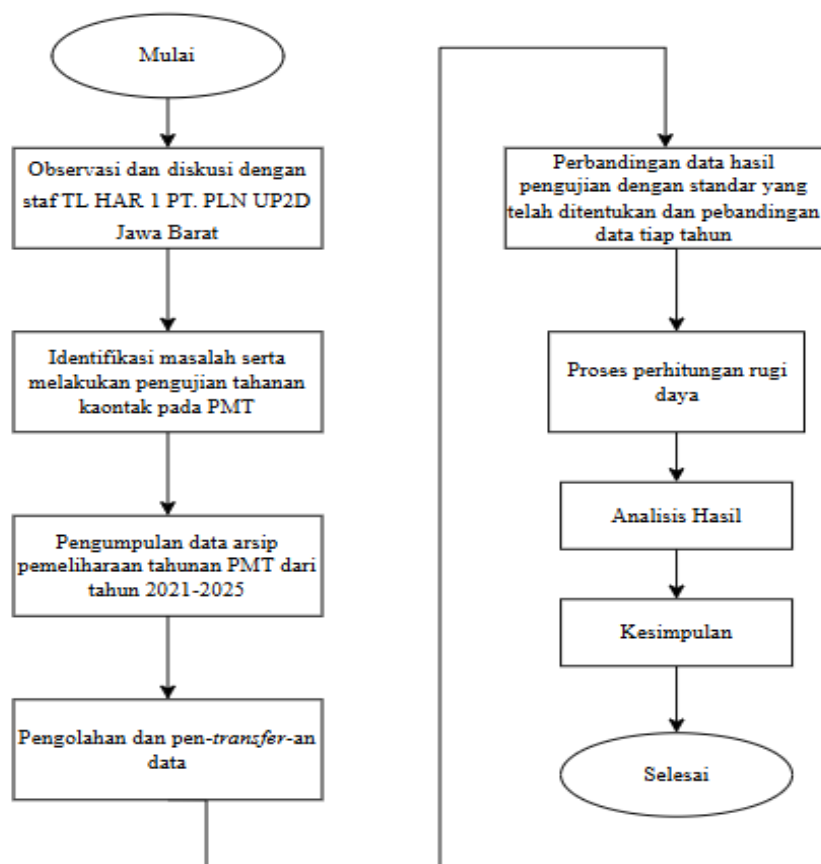 Mulai
Observasi dan diskusi dengan
staf TL HAR 1 PT. PLN UP2D
Jawa Barat
Identifikasi masalah serta
melakukan pengujian tahanan
kaontak pada PMT
Pengumpulan data arsip
pemeliharaan tahunan PMT dari
tahun 2021-2025
Pengolahan dan pen-transfer-an
data
Perbandingan data hasil
pengujian dengan standar yang
telah ditentukan dan pebandingan
data tiap tahun
Proses perhitungan rugi
daya
Analisis Hasil
Kesimpulan
Selesai